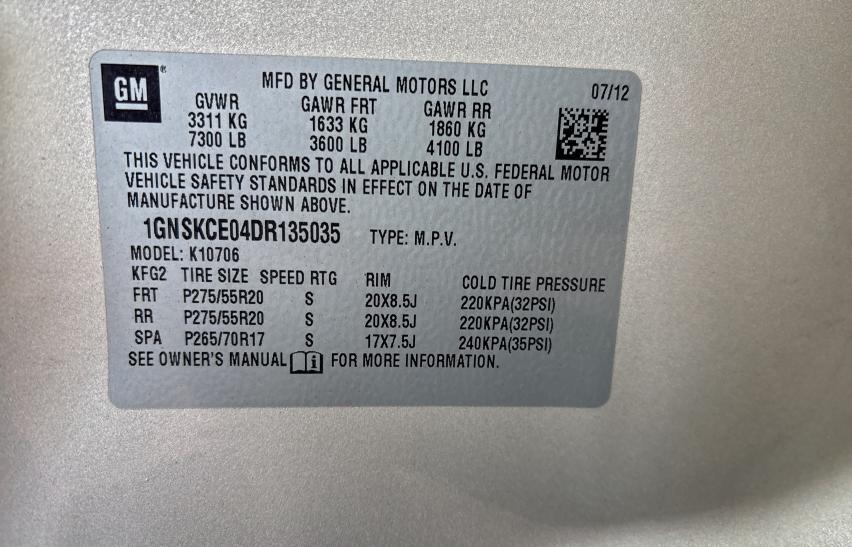 GM ® MFD BY GENERAL MOTORS LLC 07/12
GVWR GAWR FRT GAWR RR
3311 KG 1633 KG 1860 KG
7300 LB 3600 LB 4100 LB
THIS VEHICLE CONFORMS TO ALL APPLICABLE U.S. FEDERAL MOTOR
VEHICLE SAFETY STANDARDS IN EFFECT ON THE DATE OF
MANUFACTURE SHOWN ABOVE.
1GNSKCE04DR135035 TYPE: M.P.V.
MODEL: K10706
KFG2 TIRE SIZE SPEED RTG RIM COLD TIRE PRESSURE
FRT P275/55R20 S 20X8.5J 220KPA(32PSI)
RR P275/55R20 S 20X8.5J 220KPA(32PSI)
SPA P265/70R17 S 17X7.5J 240KPA(35PSI)
SEE OWNER'S MANUAL i FOR MORE INFORMATION.